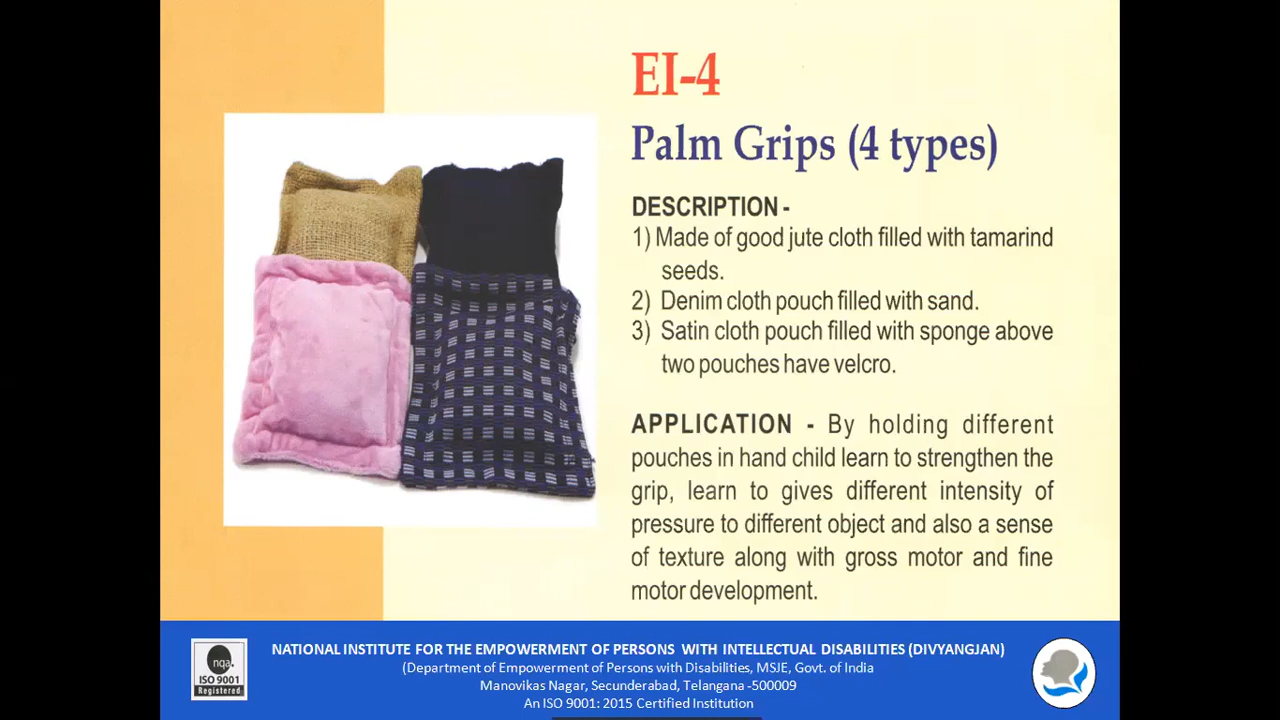 EI-4
Palm Grips (4 types)
DESCRIPTION -
1) Made of good jute cloth filled with tamarind
seeds.
2) Denim cloth pouch filled with sand.
3) Satin cloth pouch filled with sponge above
two pouches have velcro.
APPLICATION - By holding different
pouches in hand child learn to strengthen the
grip, learn to gives different intensity of
pressure to different object and also a sense
of texture along with gross motor and fine
motor development.
nqa.
ISO 9001
Registered
NATIONAL INSTITUTE FOR THE EMPOWERMENT OF PERSONS WITH INTELLECTUAL DISABILITIES (DIVYANGJAN)
(Department of Empowerment of Persons with Disabilities, MSJE, Govt. of India
Manovikas Nagar, Secunderabad, Telangana -500009
An ISO 9001: 2015 Certified Institution